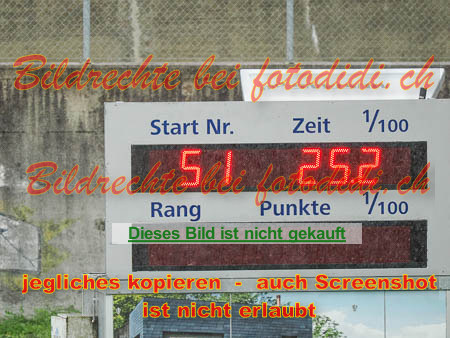 Bildrechte bei fotodidi.ch
Start Nr. Zeit 1/100
51 252
Bildrechte bei fotodidi.ch
Rang Punkte 1/100
Dieses Bild ist nicht gekauft
jegliches kopieren - auch Screenshot
ist nicht erlaubt